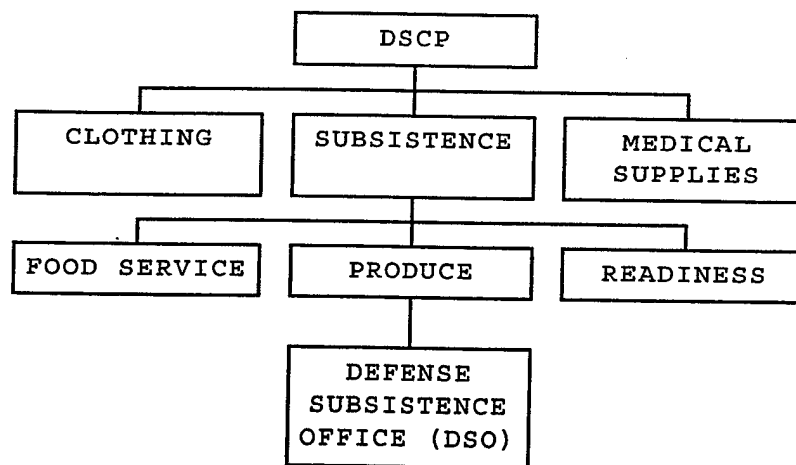 DSCP
CLOTHING
SUBSISTENCE
MEDICAL
SUPPLIES
FOOD SERVICE
PRODUCE
READINESS
DEFENSE
SUBSISTENCE
OFFICE (DSO)